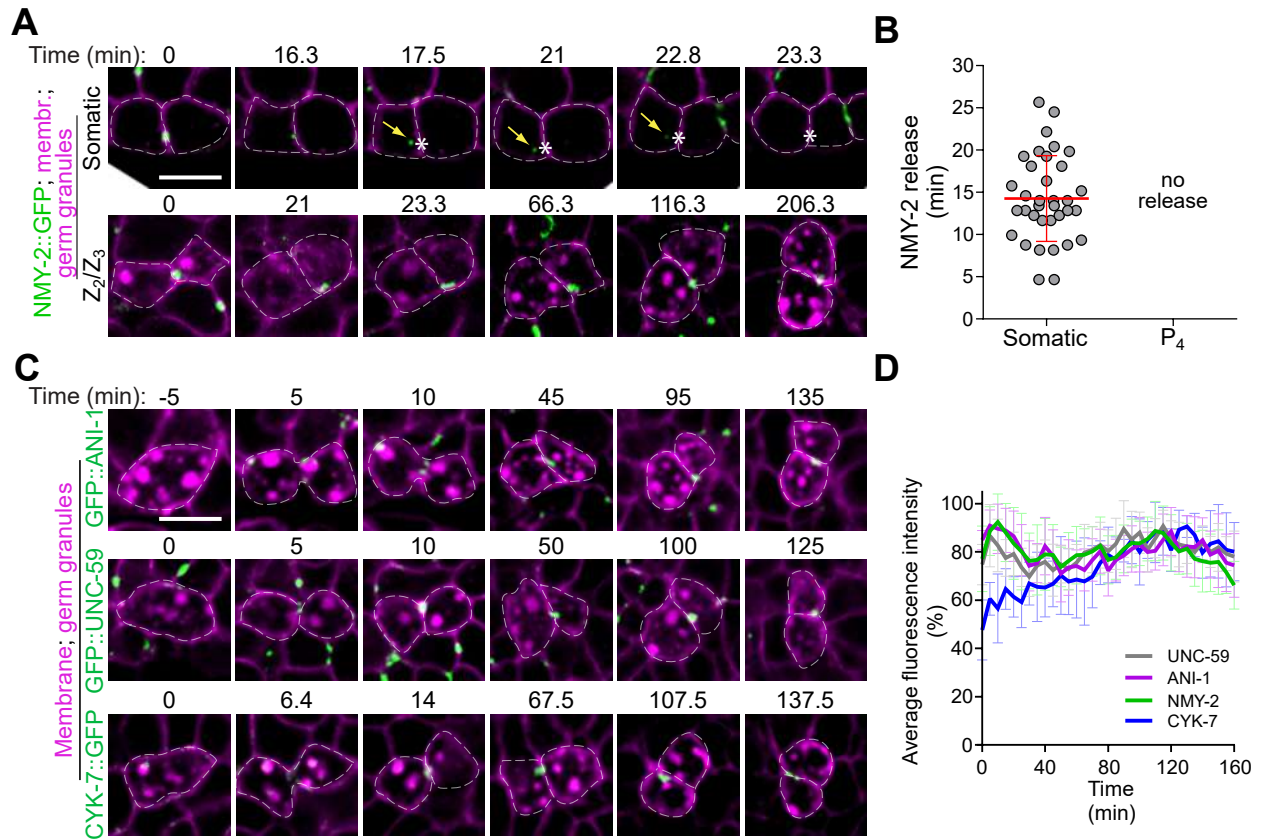 A
Time (min): 0 16.3 17.5 21 22.8 23.3
NMY-2::GFP; membr.;
germ granules
Somatic
* * * *
0 21 23.3 66.3 116.3 206.3
Z2/Z3
B
NMY-2 release
(min)
30
25
20
15
10
5
0
no
release
Somatic P4
C
Time (min): -5 5 10 45 95 135
Membrane; germ granules
GFP::ANI-1
0 5 10 50 100 125
GFP::UNC-59
0 6.4 14 67.5 107.5 137.5
CYK-7::GFP
D
Average fluorescence intensity
(%)
100
80
60
40
20
0
UNC-59
ANI-1
NMY-2
CYK-7
0 40 80 120 160
Time
(min)